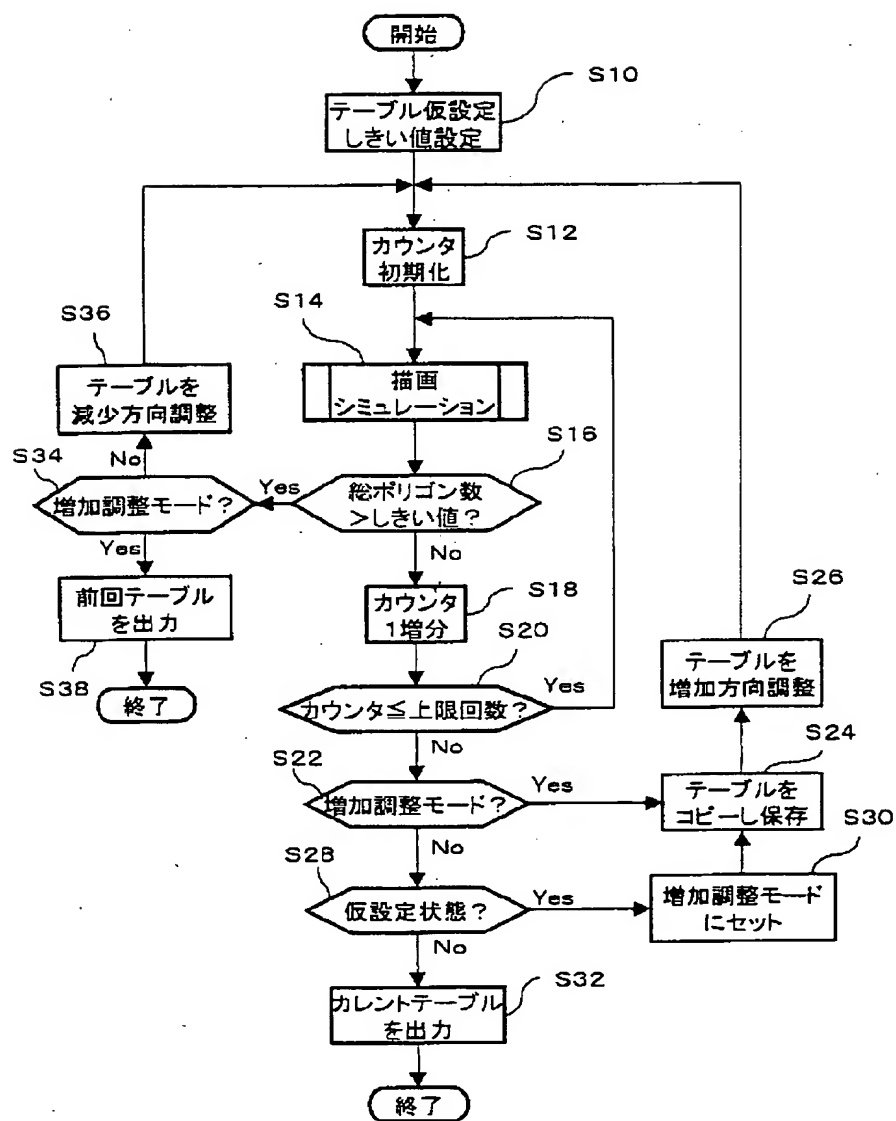 開始
S10
テーブル仮設定
しきい値設定
S12
カウンタ
初期化
S14
描画
シミュレーション
S36
テーブルを
減少方向調整
S34
No
増加調整モード?
Yes
S16
総ポリゴン数
>しきい値?
Yes
No
前回テーブル
を出力
S38
終了
S18
カウンタ
1増分
S20
カウンタ≦上限回数?
Yes
No
S26
テーブルを
増加方向調整
S22
増加調整モード?
Yes
No
S24
テーブルを
コピーし保存
S28
仮設定状態?
Yes
No
S30
増加調整モード
にセット
S32
カレントテーブル
を出力
終了